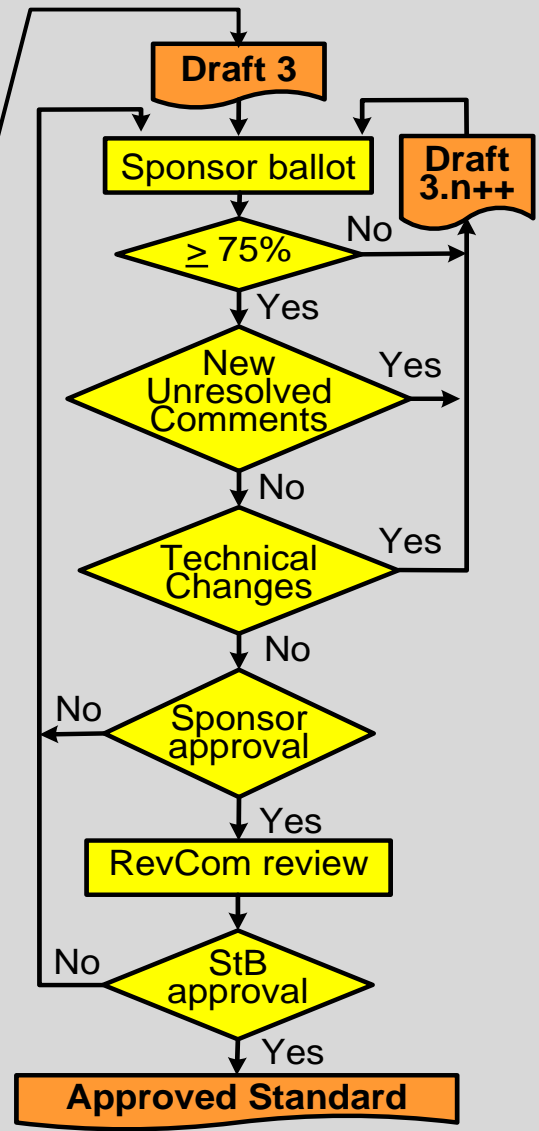 Draft 3
Sponsor ballot
Draft
3.n++
≥ 75%
No
Yes
New
Unresolved
Comments
Yes
No
Technical
Changes
Yes
No
Sponsor
approval
No
Yes
RevCom review
StB
approval
No
Yes
Approved Standard